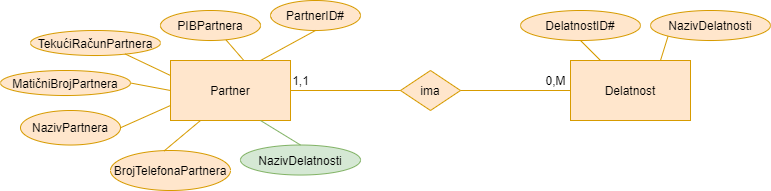 PartnerID#
PIBPartnera
DelatnostID#
NazivDelatnosti
TekućiRačunPartnera
MatičniBrojPartnera
1,1
0,M
Partner
ima
Delatnost
NazivPartnera
NazivDelatnosti
BrojTelefonaPartnera